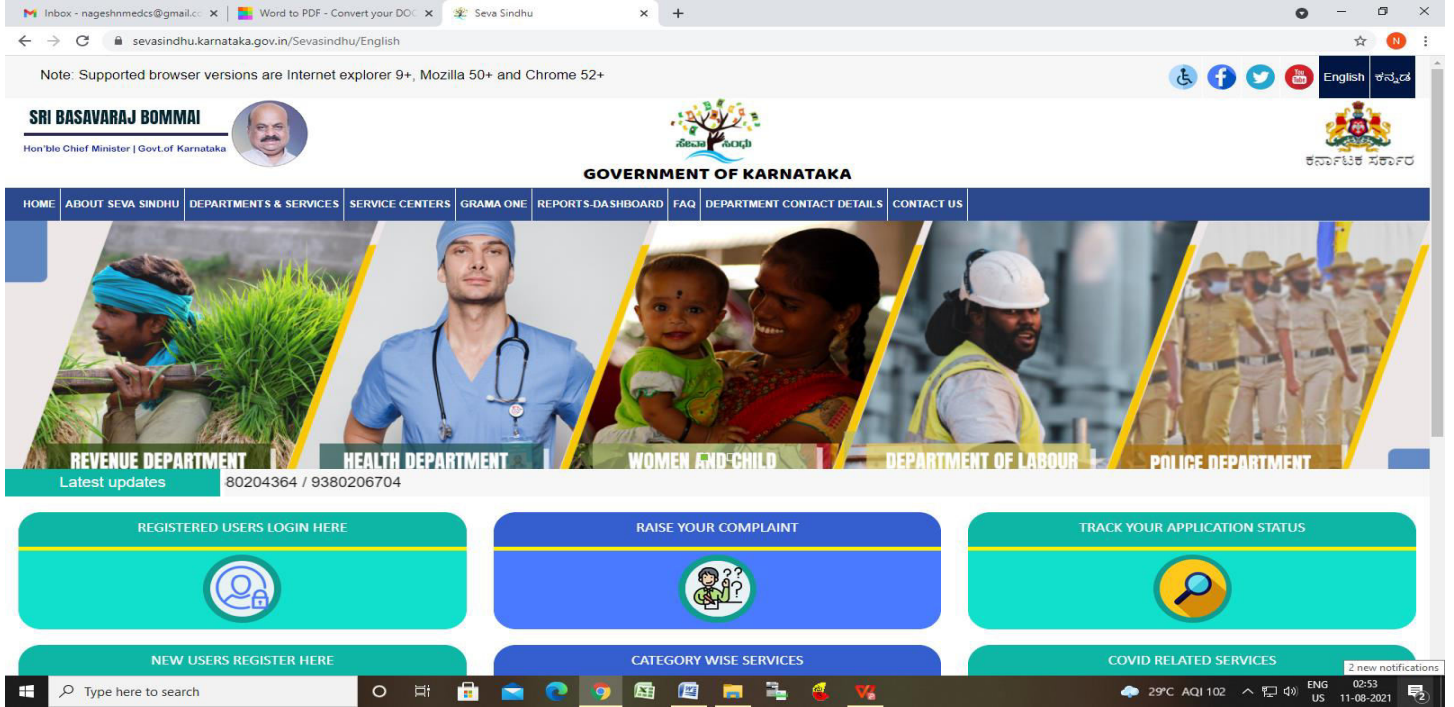 Inbox - nageshnmedcs@gmail.c
Word to PDF - Convert your DOC
Seva Sindhu
sevasindhu.karnataka.gov.in/Sevasindhu/English
N
Note: Supported browser versions are Internet explorer 9+, Mozilla 50+ and Chrome 52+
You Tube
English
ಕನ್ನಡ
SRI BASAVARAJ BOMMAI
Hon'ble Chief Minister | Govt.of Karnataka
ಸೇವಾ ಸಿಂಧು
GOVERNMENT OF KARNATAKA
ಕರ್ನಾಟಕ ಸರ್ಕಾರ
HOME ABOUT SEVA SINDHU DEPARTMENTS & SERVICES SERVICE CENTERS GRAMA ONE REPORTS-DASHBOARD FAQ DEPARTMENT CONTACT DETAILS CONTACT US
REVENUE DEPARTMENT HEALTH DEPARTMENT WOMEN AND CHILD DEPARTMENT OF LABOUR POLICE DEPARTMENT
Latest updates 80204364 / 9380206704
REGISTERED USERS LOGIN HERE RAISE YOUR COMPLAINT TRACK YOUR APPLICATION STATUS
NEW USERS REGISTER HERE CATEGORY WISE SERVICES COVID RELATED SERVICES
2 new notifications
Type here to search
29°C AQI 102
ENG
US
02:53
11-08-2021
2